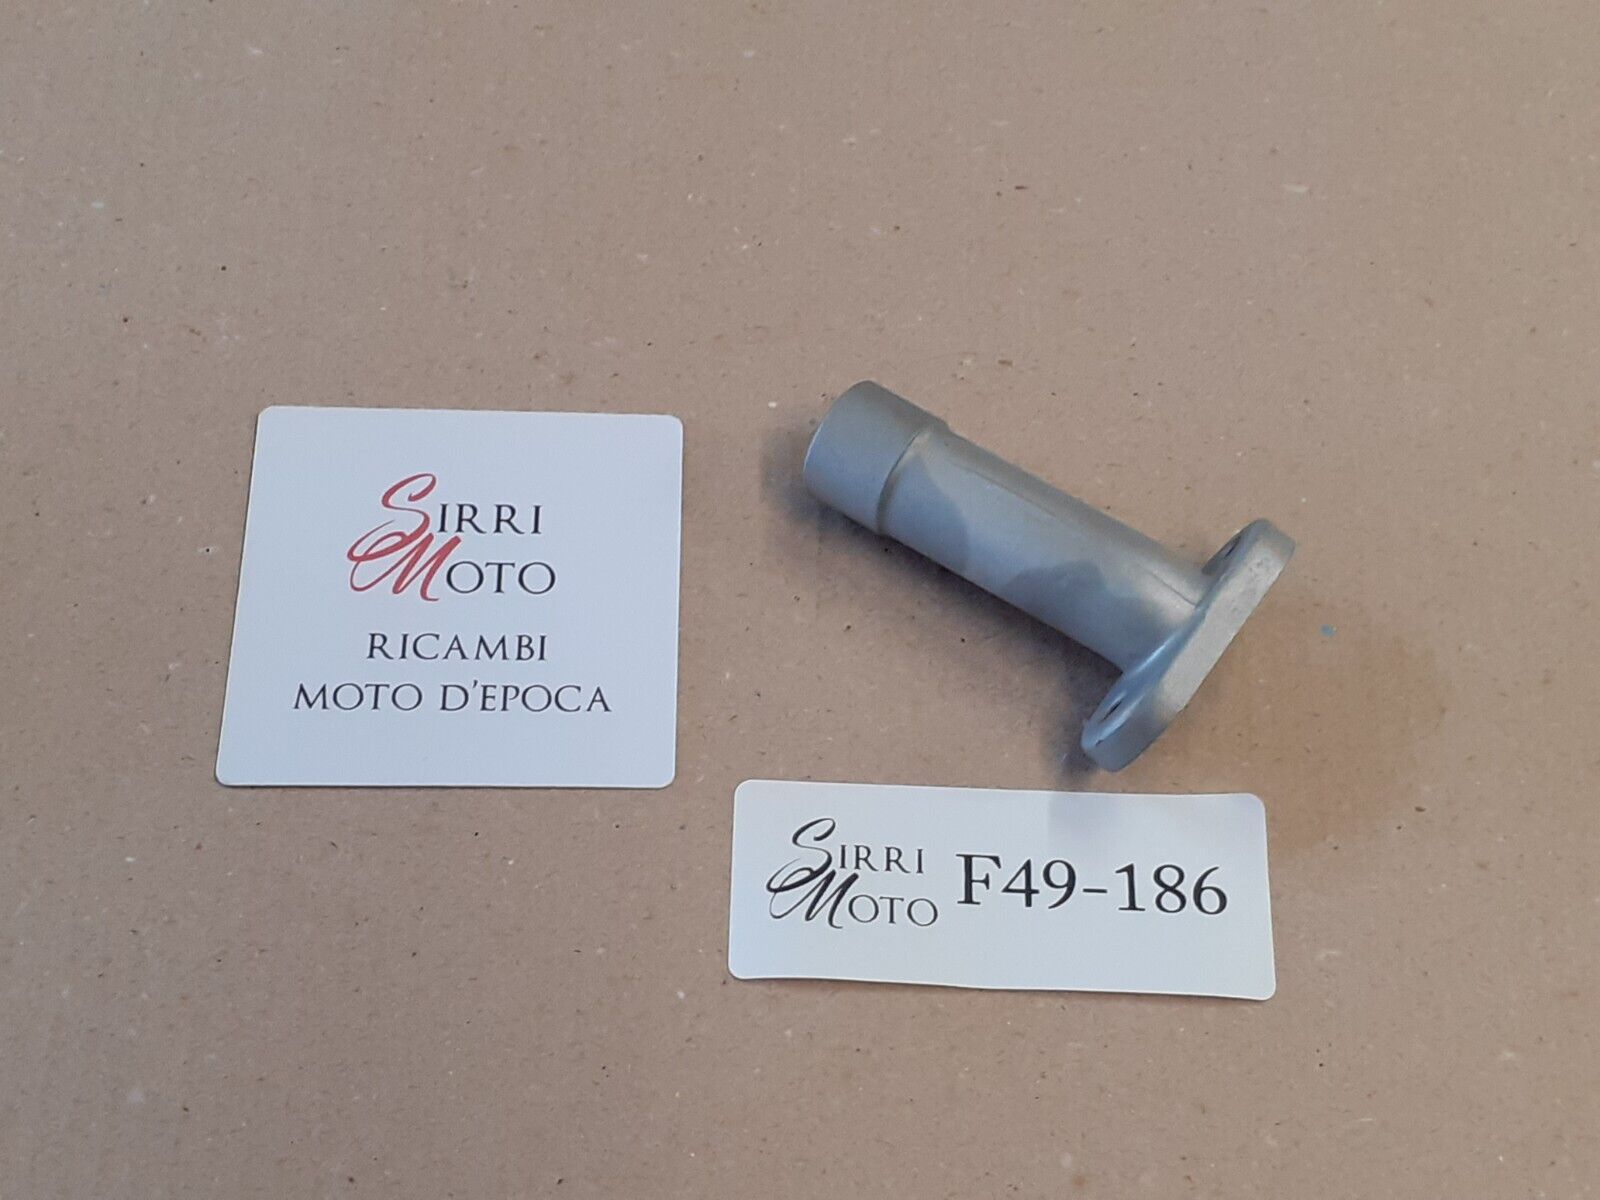 SIRRI
MOTO
RICAMBI
MOTO D'EPOCA
SIRRI
MOTO
F49-186